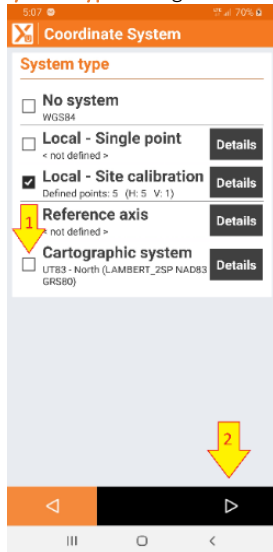 5:07
70%
X Coordinate System
System type
No system
WGS84
Local - Single point
< not defined >
Details
Local - Site calibration
Defined points: 5 (H: 5 V: 1)
Details
Reference axis
< not defined >
Details
1
Cartographic system
UT83 - North (LAMBERT_2SP NAD83
GRS80)
Details
2